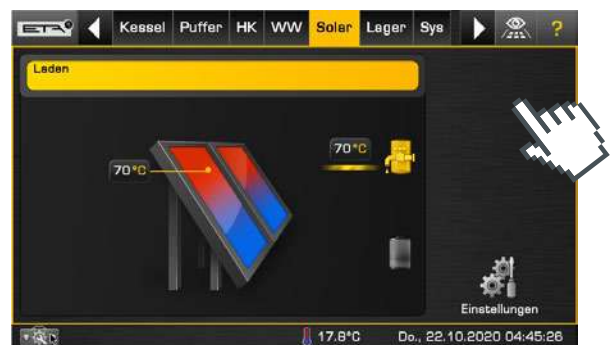 ETA Kessel Puffer HK WW Solar Lager Sys ?
Laden
70°C
70°C
Einstellungen
17.8°C Do., 22.10.2020 04:45:26